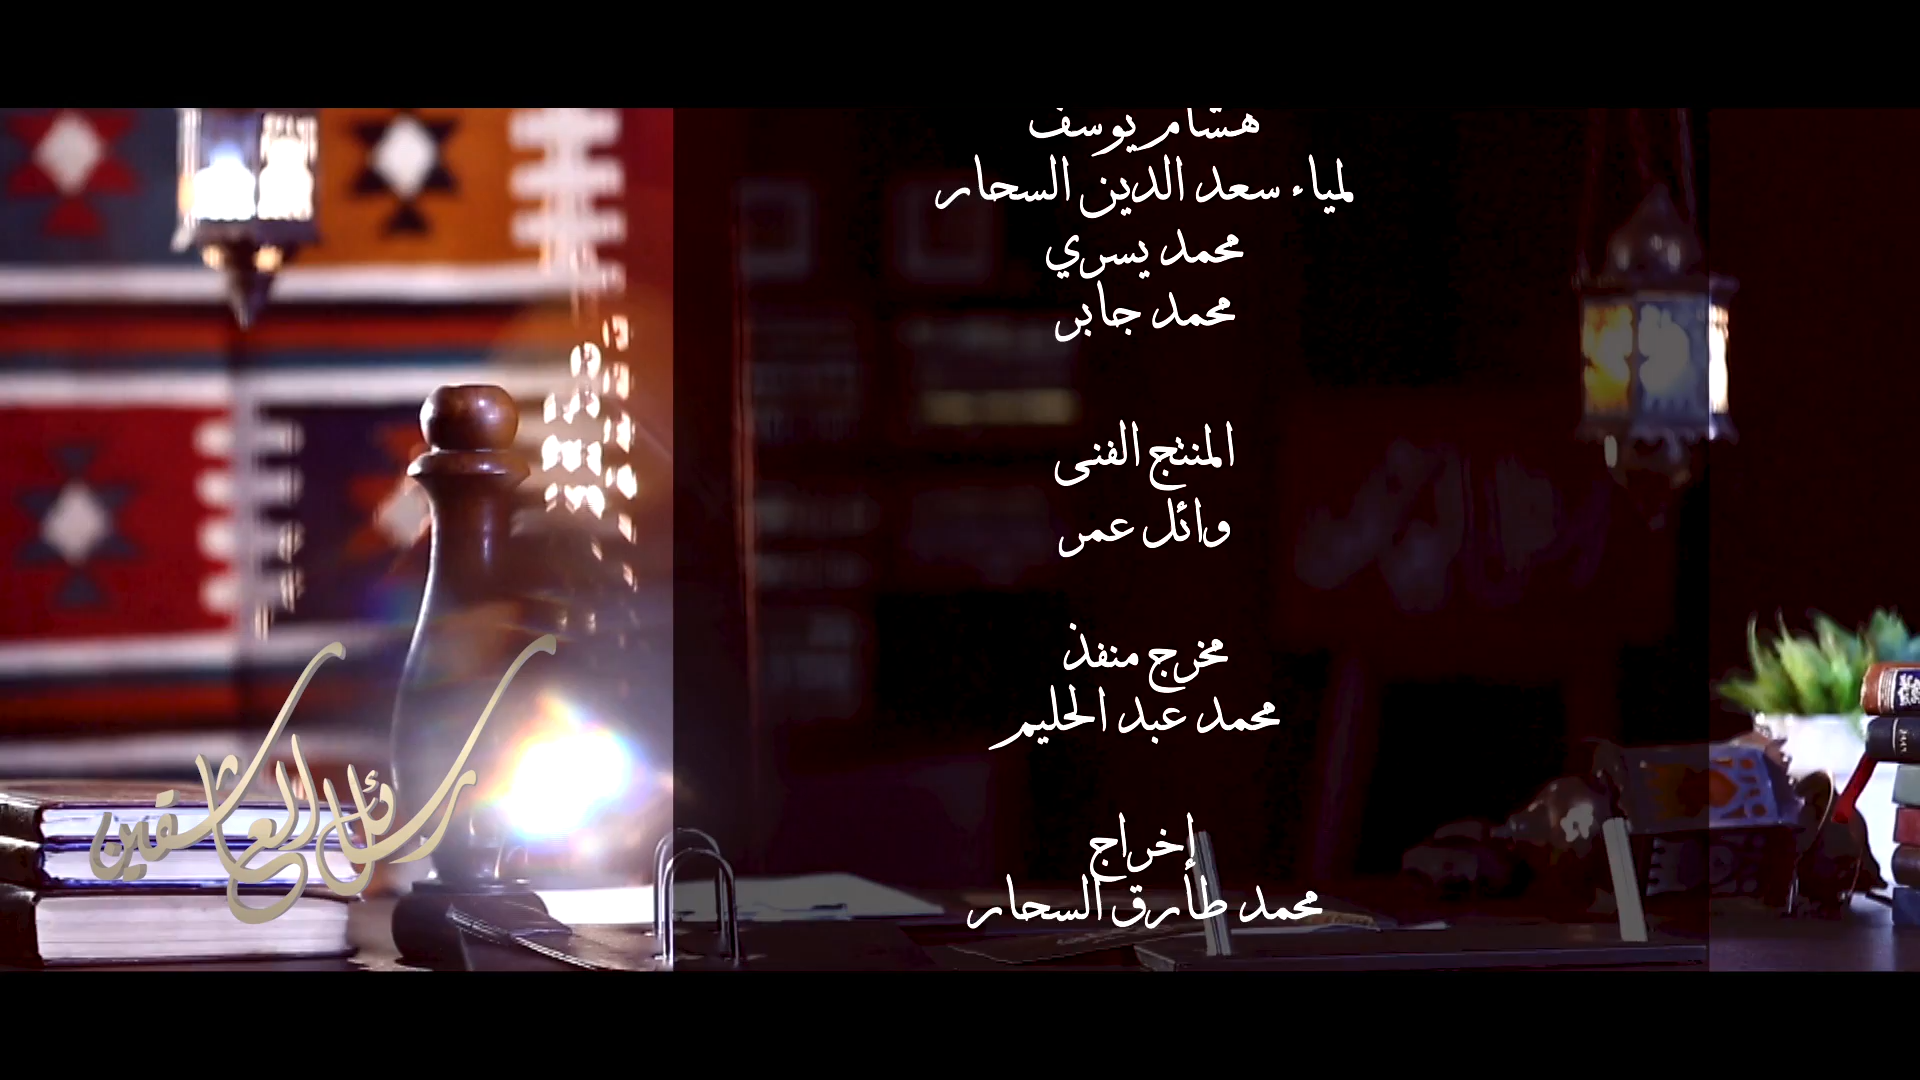 هشام يوسف
لمياء سعد الدين السحار
محمد يسري
محمد جابر
المنتج الفنى
وائل عمر
مخرج منفذ
محمد عبد الحليم
إخراج
محمد طارق السحار
رسائل العاشقين